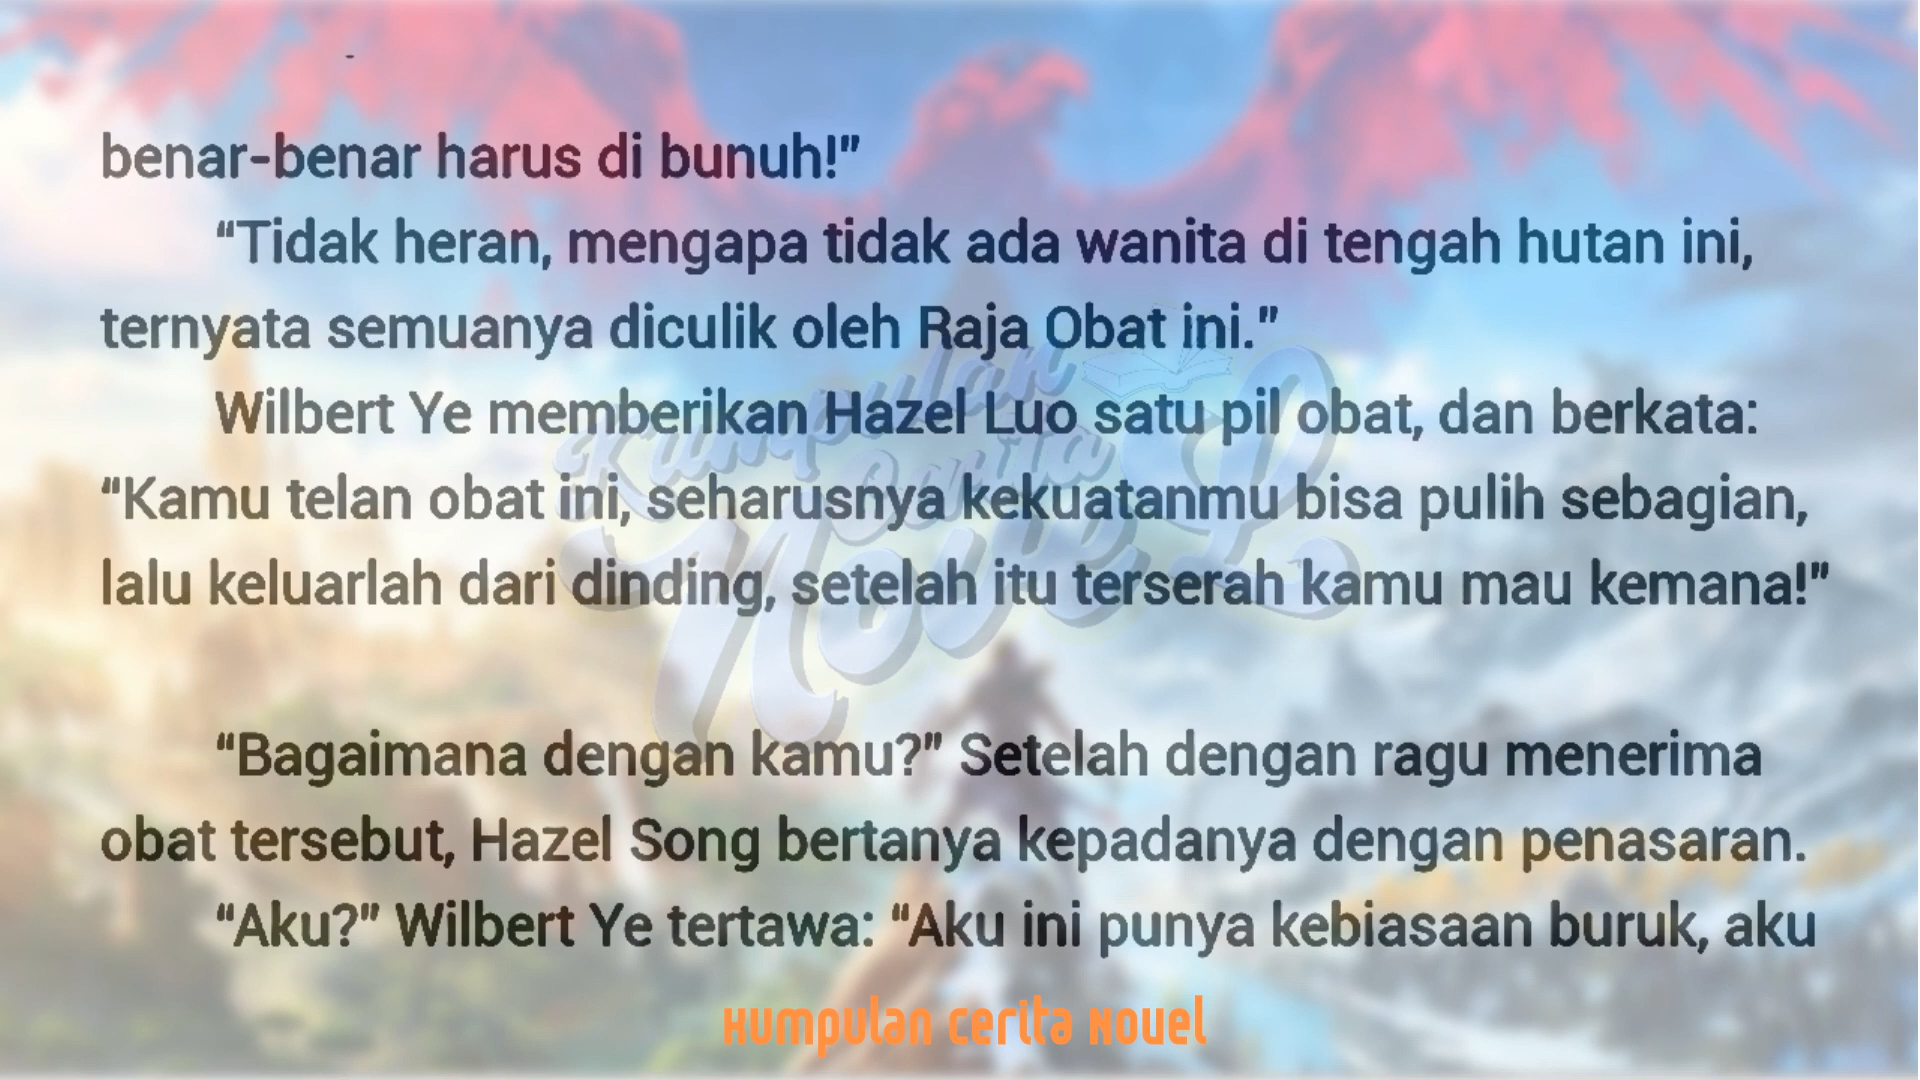 benar-benar harus di bunuh!”
“Tidak heran, mengapa tidak ada wanita di tengah hutan ini,
ternyata semuanya diculik oleh Raja Obat ini.”
Wilbert Ye memberikan Hazel Luo satu pil obat, dan berkata:
“Kamu telan obat ini, seharusnya kekuatanmu bisa pulih sebagian,
lalu keluarlah dari dinding, setelah itu terserah kamu mau kemana!”
“Bagaimana dengan kamu?” Setelah dengan ragu menerima
obat tersebut, Hazel Song bertanya kepadanya dengan penasaran.
“Aku?” Wilbert Ye tertawa: “Aku ini punya kebiasaan buruk, aku
Kumpulan Cerita Novel
Kumpulan
Cerita
Novel